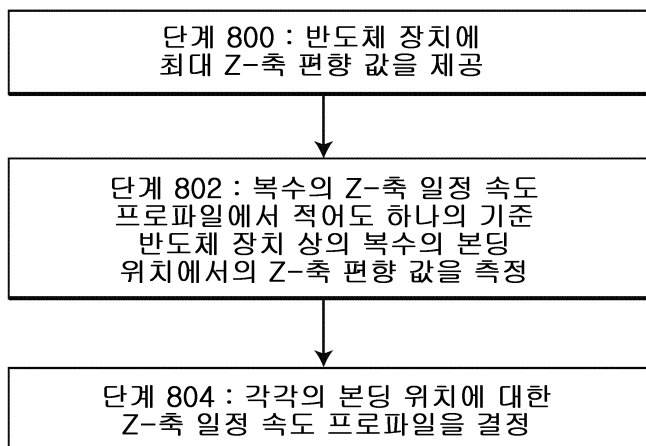 단계 800 : 반도체 장치에
최대 Z-축 편향 값을 제공
단계 802 : 복수의 Z-축 일정 속도
프로파일에서 적어도 하나의 기준
반도체 장치 상의 복수의 본딩
위치에서의 Z-축 편향 값을 측정
단계 804 : 각각의 본딩 위치에 대한
Z-축 일정 속도 프로파일을 결정